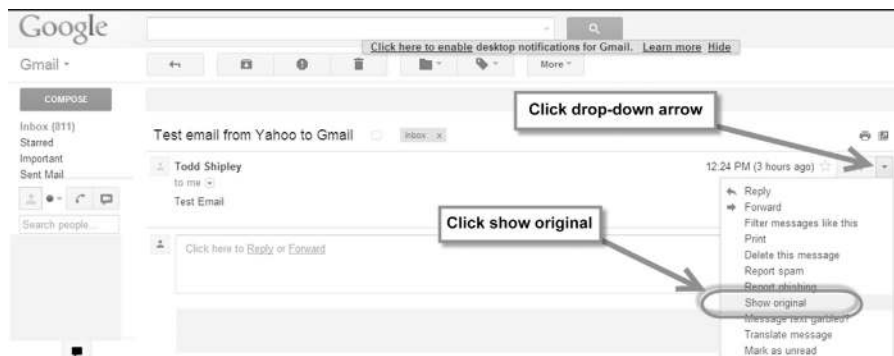 Google
Click here to enable desktop notifications for Gmail. Learn more Hide
Gmail
More
COMPOSE
Click drop-down arrow
Inbox (811)
Starred
Important
Sent Mail
Test email from Yahoo to Gmail
Inbox x
Todd Shipley
12:24 PM (3 hours ago)
to me
Test Email
Search people...
Click show original
Click here to Reply or Forward
Reply
Forward
Filter messages like this
Print
Delete this message
Report spam
Report phishing
Show original
Message text garbled?
Translate message
Mark as unread